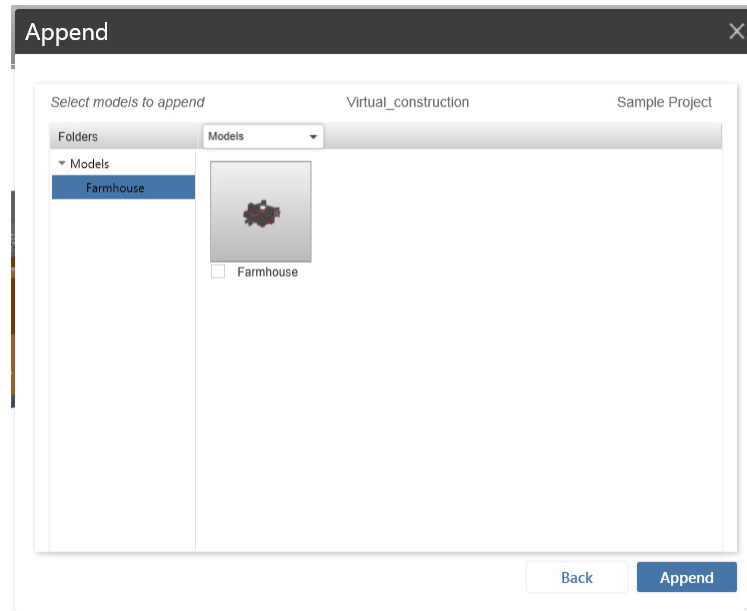 Append
Select models to append Virtual_construction Sample Project
Folders Models
Models
Farmhouse
Farmhouse
Back Append